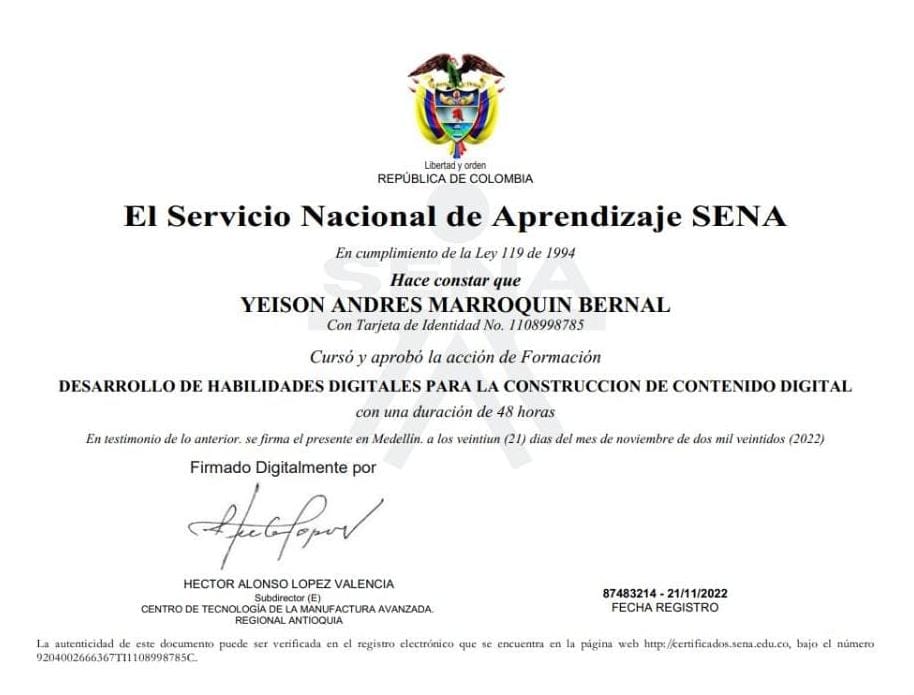 Libertad y orden
REPÚBLICA DE COLOMBIA
El Servicio Nacional de Aprendizaje SENA
En cumplimiento de la Ley 119 de 1994
SENA
Hace constar que
YEISON ANDRES MARROQUIN BERNAL
Con Tarjeta de Identidad No. 1108998785
Cursó y aprobó la acción de Formación
DESARROLLO DE HABILIDADES DIGITALES PARA LA CONSTRUCCION DE CONTENIDO DIGITAL
con una duración de 48 horas
En testimonio de lo anterior. se firma el presente en Medellín. a los veintiun (21) dias del mes de noviembre de dos mil veintidos (2022)
Firmado Digitalmente por
HECTOR ALONSO LOPEZ VALENCIA
Subdirector (E)
CENTRO DE TECNOLOGÍA DE LA MANUFACTURA AVANZADA.
REGIONAL ANTIOQUIA
87483214 - 21/11/2022
FECHA REGISTRO
La autenticidad de este documento puede ser verificada en el registro electrónico que se encuentra en la página web http://certificados.sena.edu.co, bajo el número
9204002666367TI1108998785C.